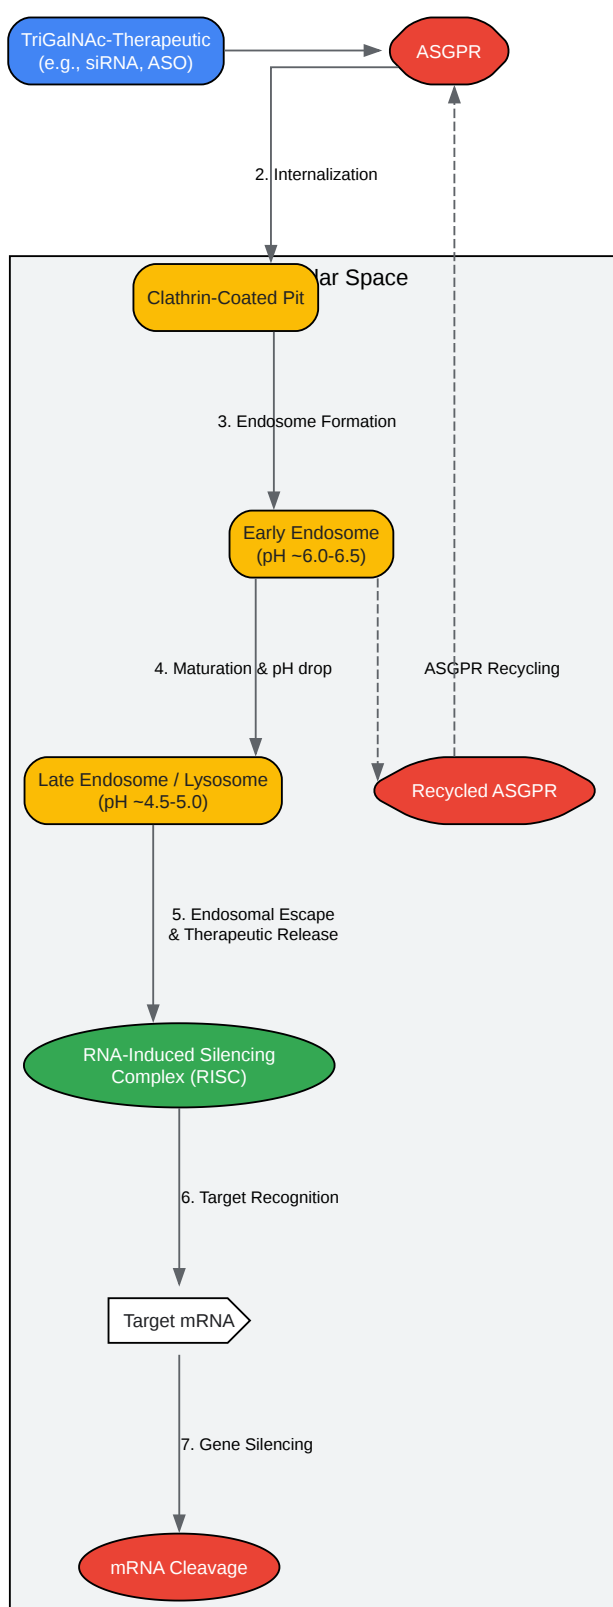 TriGalNAc-Therapeutic
(e.g., siRNA, ASO)
ASGPR
2. Internalization
lar Space
Clathrin-Coated Pit
3. Endosome Formation
Early Endosome
(pH ~6.0-6.5)
4. Maturation & pH drop
ASGPR Recycling
Late Endosome / Lysosome
(pH ~4.5-5.0)
Recycled ASGPR
5. Endosomal Escape
& Therapeutic Release
RNA-Induced Silencing
Complex (RISC)
6. Target Recognition
Target mRNA
7. Gene Silencing
mRNA Cleavage